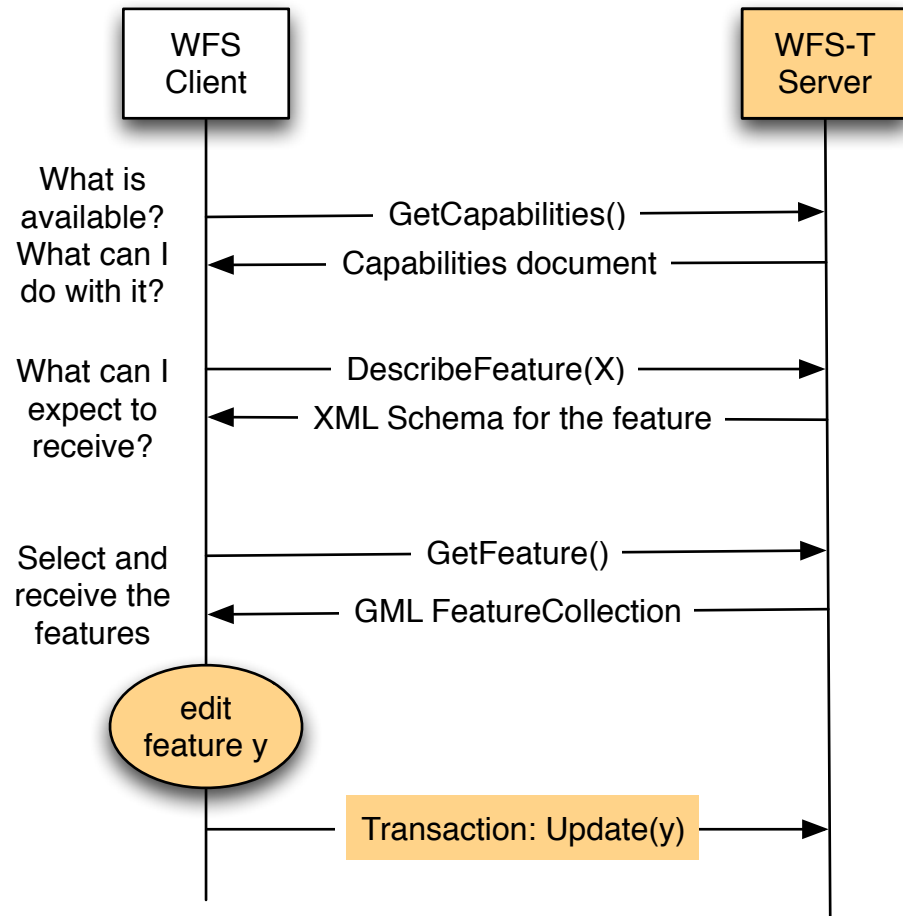 WFS
Client
WFS-T
Server
What is
available?
What can I
do with it?
GetCapabilities()
Capabilities document
What can I
expect to
receive?
DescribeFeature(X)
XML Schema for the feature
Select and
receive the
features
GetFeature()
GML FeatureCollection
edit
feature y
Transaction: Update(y)